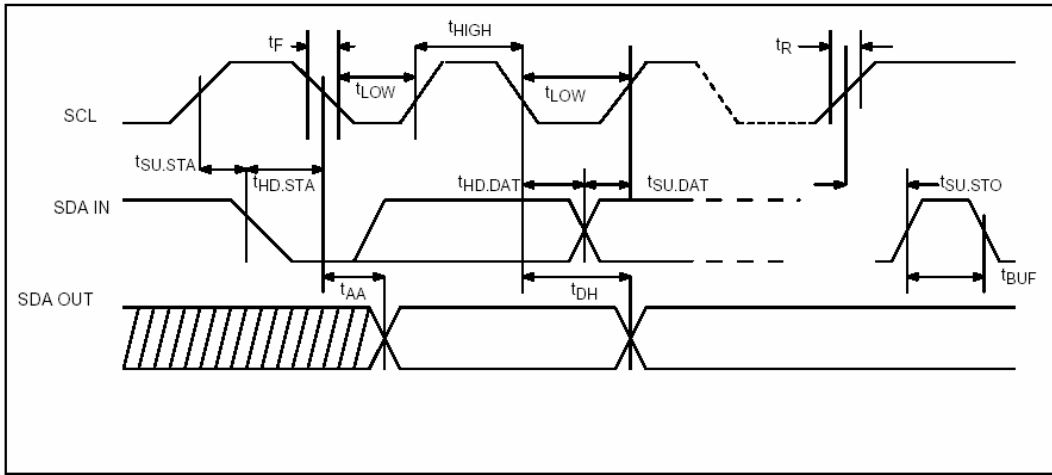 tHIGH
tF
tR
tLOW
tLOW
SCL
tSU.STA
tHD.STA
tHD.DAT
tSU.DAT
tSU.STO
SDA IN
tAA
tDH
tBUF
SDA OUT